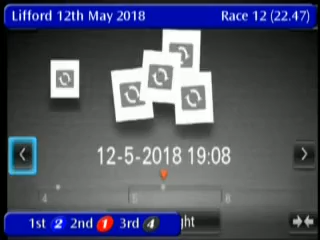 Lifford 12th May 2018 Race 12 (22.47)
12-5-2018 19:08
4 6 8
1st 2 2nd 1 3rd 4 ght